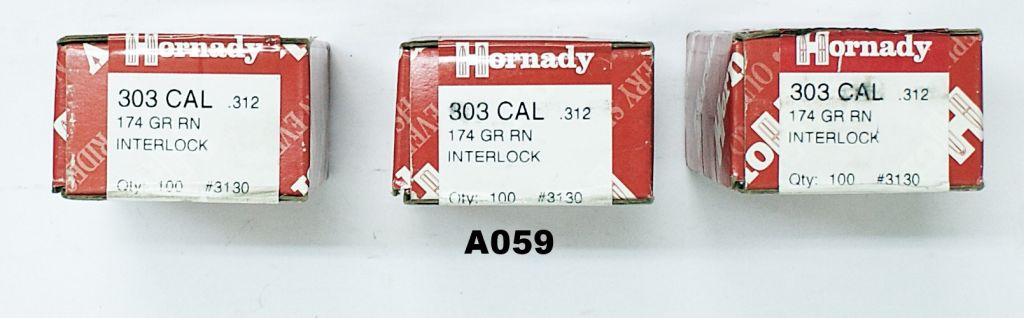 Hornady
303 CAL .312
174 GR RN
INTERLOCK
Qty: 100 #3130
Hornady
303 CAL .312
174 GR RN
INTERLOCK
Qty: 100 #3130
Hornady
303 CAL .312
174 GR RN
INTERLOCK
Qty: 100 #3130
A059